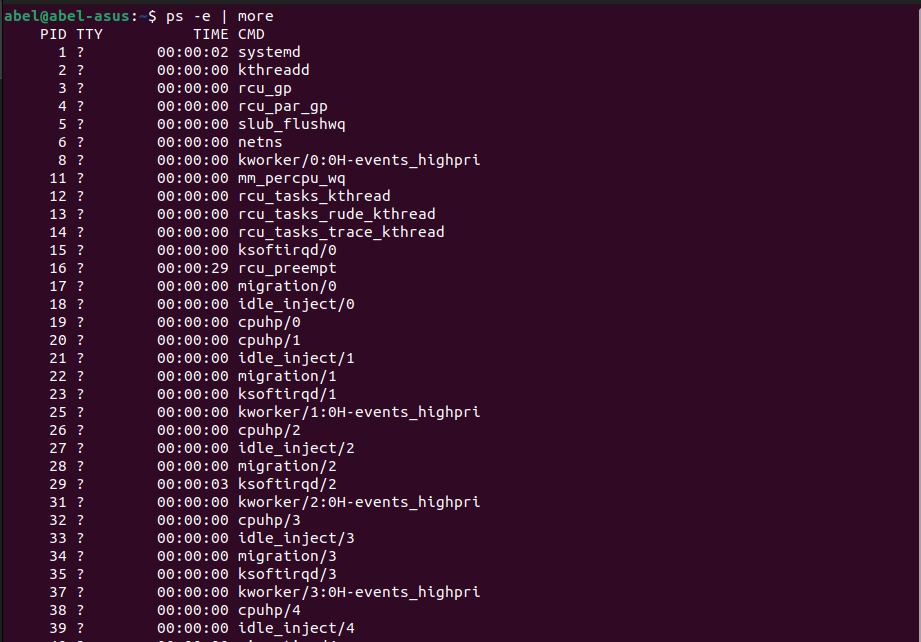 abel@abel-asus:~$ ps -e | more
    PID TTY          TIME CMD
      1 ?        00:00:02 systemd
      2 ?        00:00:00 kthreadd
      3 ?        00:00:00 rcu_gp
      4 ?        00:00:00 rcu_par_gp
      5 ?        00:00:00 slub_flushwq
      6 ?        00:00:00 netns
      8 ?        00:00:00 kworker/0:0H-events_highpri
     11 ?        00:00:00 mm_percpu_wq
     12 ?        00:00:00 rcu_tasks_kthread
     13 ?        00:00:00 rcu_tasks_rude_kthread
     14 ?        00:00:00 rcu_tasks_trace_kthread
     15 ?        00:00:00 ksoftirqd/0
     16 ?        00:00:29 rcu_preempt
     17 ?        00:00:00 migration/0
     18 ?        00:00:00 idle_inject/0
     19 ?        00:00:00 cpuhp/0
     20 ?        00:00:00 cpuhp/1
     21 ?        00:00:00 idle_inject/1
     22 ?        00:00:00 migration/1
     23 ?        00:00:00 ksoftirqd/1
     25 ?        00:00:00 kworker/1:0H-events_highpri
     26 ?        00:00:00 cpuhp/2
     27 ?        00:00:00 idle_inject/2
     28 ?        00:00:00 migration/2
     29 ?        00:00:03 ksoftirqd/2
     31 ?        00:00:00 kworker/2:0H-events_highpri
     32 ?        00:00:00 cpuhp/3
     33 ?        00:00:00 idle_inject/3
     34 ?        00:00:00 migration/3
     35 ?        00:00:00 ksoftirqd/3
     37 ?        00:00:00 kworker/3:0H-events_highpri
     38 ?        00:00:00 cpuhp/4
     39 ?        00:00:00 idle_inject/4